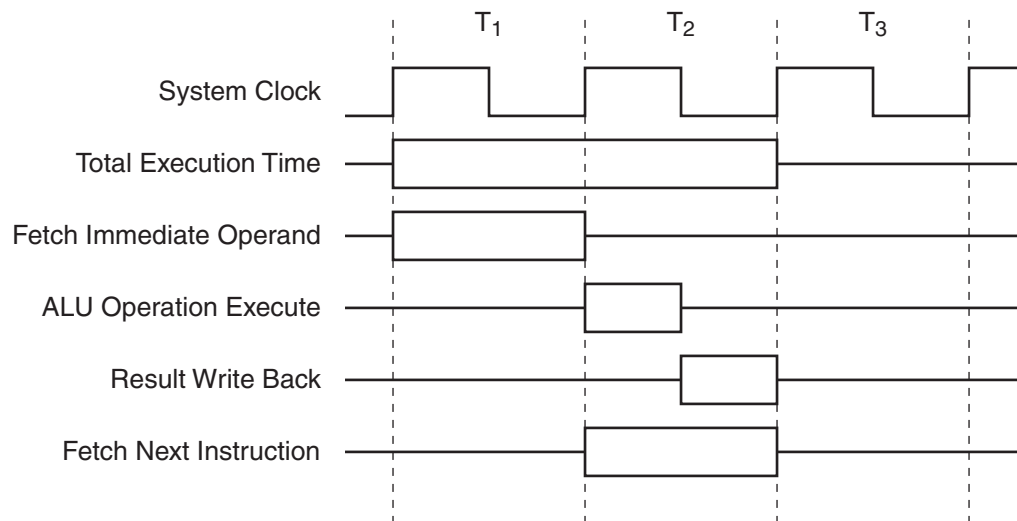 T1 T2 T3
System Clock
Total Execution Time
Fetch Immediate Operand
ALU Operation Execute
Result Write Back
Fetch Next Instruction